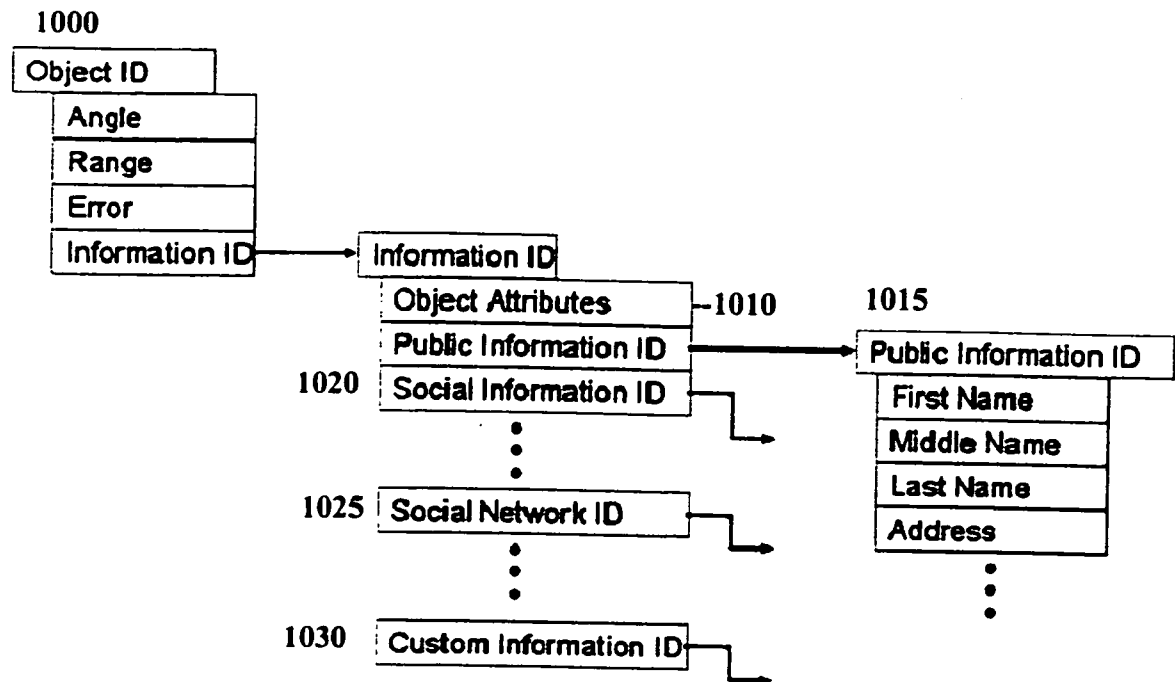 1000
Object ID
Angle
Range
Error
Information ID
Information ID
Object Attributes
1010
Public Information ID
1020
Social Information ID
1025
Social Network ID
1030
Custom Information ID
1015
Public Information ID
First Name
Middle Name
Last Name
Address